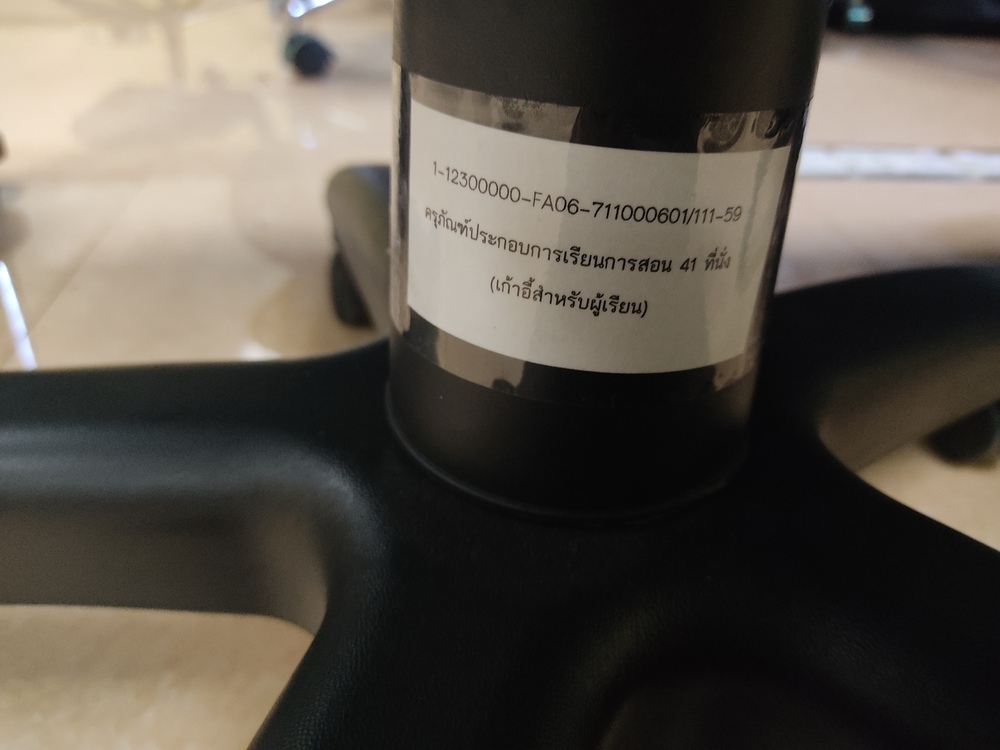 1-12300000-FA06-711000601/111-59
ครุภัณฑ์ประกอบการเรียนการสอน 41 ที่นั่ง
(เก้าอี้สำหรับผู้เรียน)